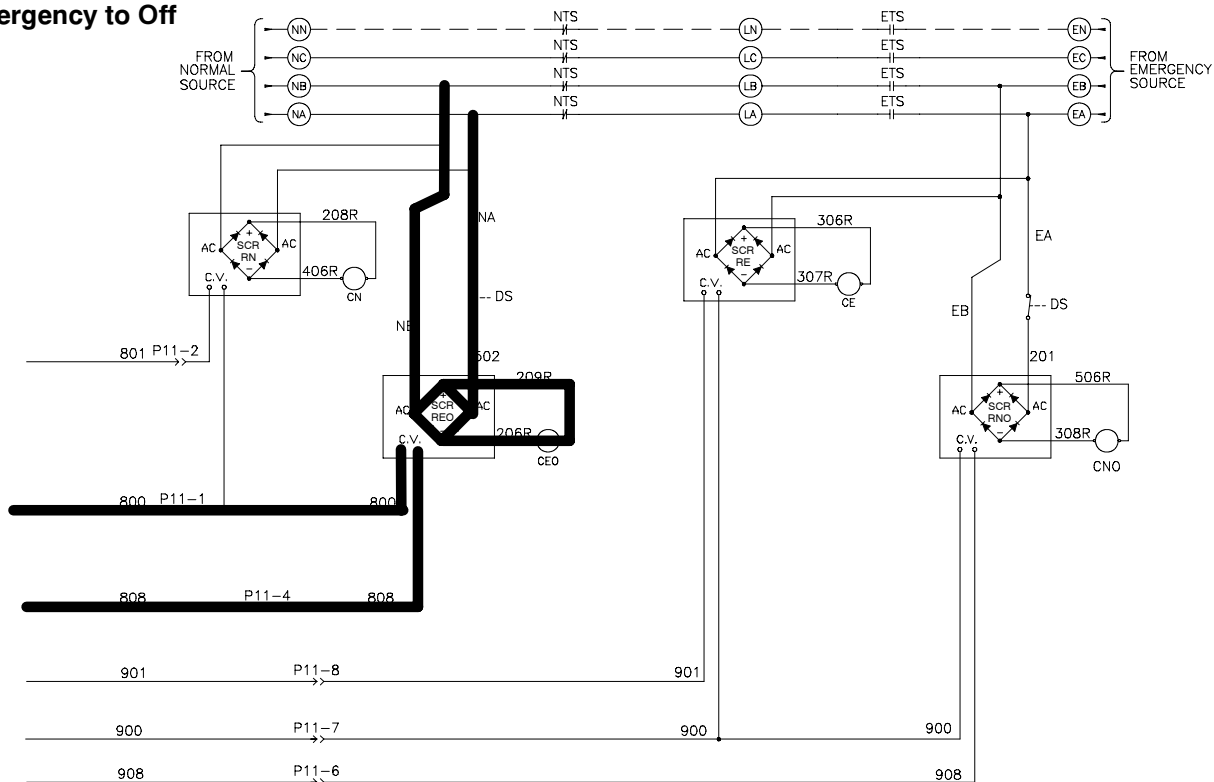 ergency to Off
NTS ETS
NN LN EN
FROM NORMAL SOURCE
NTS ETS
NC LC EC
FROM EMERGENCY SOURCE
NTS ETS
NB LB EB
NTS ETS
NA LA EA
208R
AC SCR RN AC
+
−
406R
C.V.
CN
NA
306R
AC SCR RE AC
+
−
307R
C.V.
CE
EA
DS
NB
EB
DS
801 P11-2
502
201
209R
AC SCR REO AC
+
206R
C.V.
CEO
506R
AC SCR RNO AC
+
−
308R
C.V.
CNO
800 P11-1 800
808 P11-4 808
901 P11-8 901
900 P11-7 900 900
908 P11-6 908